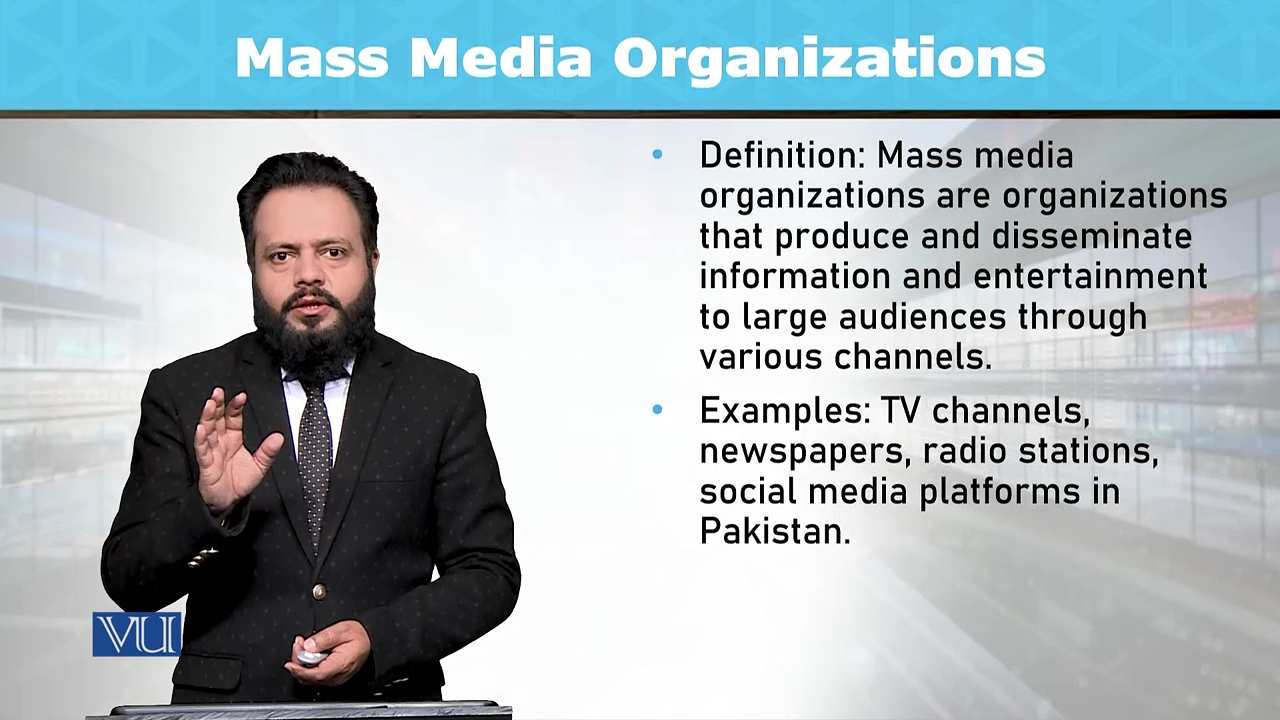 Mass Media Organizations
• Definition: Mass media
organizations are organizations
that produce and disseminate
information and entertainment
to large audiences through
various channels.
• Examples: TV channels,
newspapers, radio stations,
social media platforms in
Pakistan.
VU